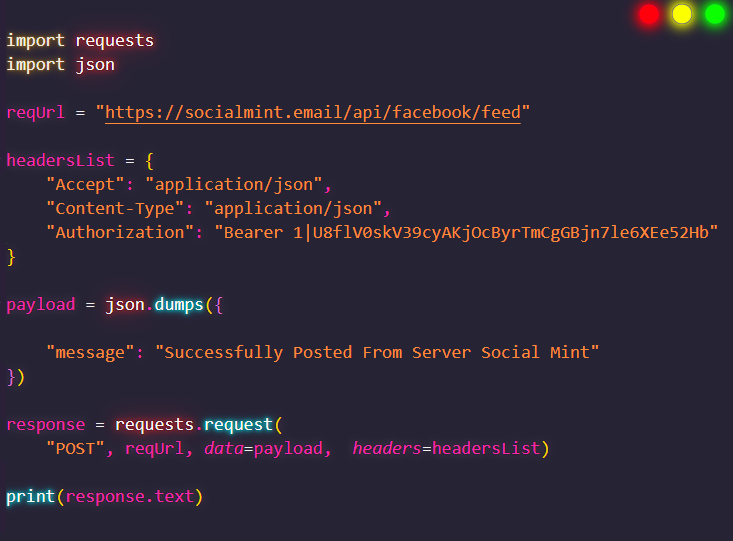 import requests
import json
reqUrl = "https://socialmint.email/api/facebook/feed"
headersList = {
    "Accept": "application/json",
    "Content-Type": "application/json",
    "Authorization": "Bearer 1|U8flV0skV39cyAKjOcByrTmCgGBjn7le6XEe52Hb"
}
payload = json.dumps({
    "message": "Successfully Posted From Server Social Mint"
})
response = requests.request(
    "POST", reqUrl, data=payload,  headers=headersList)
print(response.text)